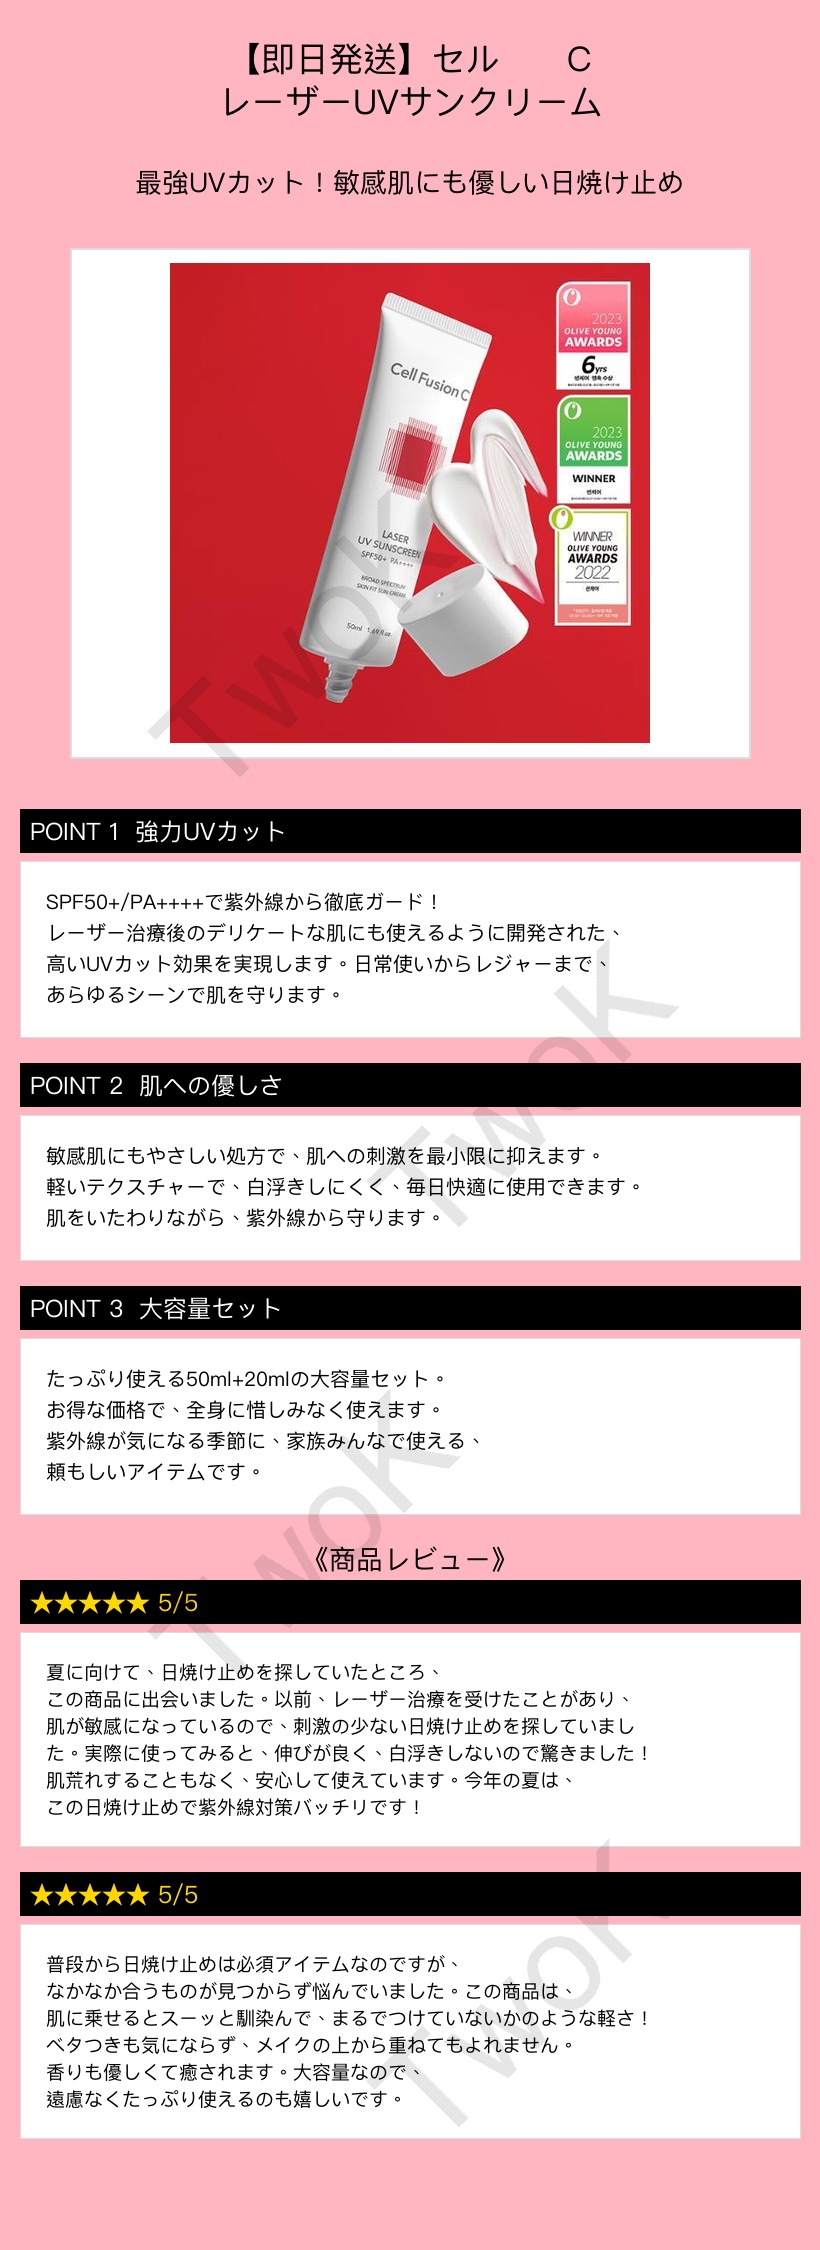 【即日発送】セル　　C
レーザーUVサンクリーム
最強UVカット！敏感肌にも優しい日焼け止め
Cell Fusion C
LASER
UV SUNSCREEN
SPF50+ PA++++
BROAD SPECTRUM
SKIN FIT SUN CREAM
50ml 1.69 fl.oz.
2023
OLIVE YOUNG
AWARDS
6yrs
선케어 연속 수상
2023
OLIVE YOUNG
AWARDS
WINNER
선케어
WINNER
OLIVE YOUNG
AWARDS
2022
선케어
TwoK
POINT 1 強力UVカット
SPF50+/PA++++で紫外線から徹底ガード！
レーザー治療後のデリケートな肌にも使えるように開発された、
高いUVカット効果を実現します。日常使いからレジャーまで、
あらゆるシーンで肌を守ります。
TwoK
POINT 2 肌への優しさ
敏感肌にもやさしい処方で、肌への刺激を最小限に抑えます。
軽いテクスチャーで、白浮きしにくく、毎日快適に使用できます。
肌をいたわりながら、紫外線から守ります。
POINT 3 大容量セット
たっぷり使える50ml+20mlの大容量セット。
お得な価格で、全身に惜しみなく使えます。
紫外線が気になる季節に、家族みんなで使える、
頼もしいアイテムです。
TwoK
《商品レビュー》
★★★★★ 5/5
夏に向けて、日焼け止めを探していたところ、
この商品に出会いました。以前、レーザー治療を受けたことがあり、
肌が敏感になっているので、刺激の少ない日焼け止めを探していまし
た。実際に使ってみると、伸びが良く、白浮きしないので驚きました！
肌荒れすることもなく、安心して使えています。今年の夏は、
この日焼け止めで紫外線対策バッチリです！
★★★★★ 5/5
普段から日焼け止めは必須アイテムなのですが、
なかなか合うものが見つからず悩んでいました。この商品は、
肌に乗せるとスーッと馴染んで、まるでつけていないかのような軽さ！
ベタつきも気にならず、メイクの上から重ねてもよれません。
香りも優しくて癒されます。大容量なので、
遠慮なくたっぷり使えるのも嬉しいです。
TwoK